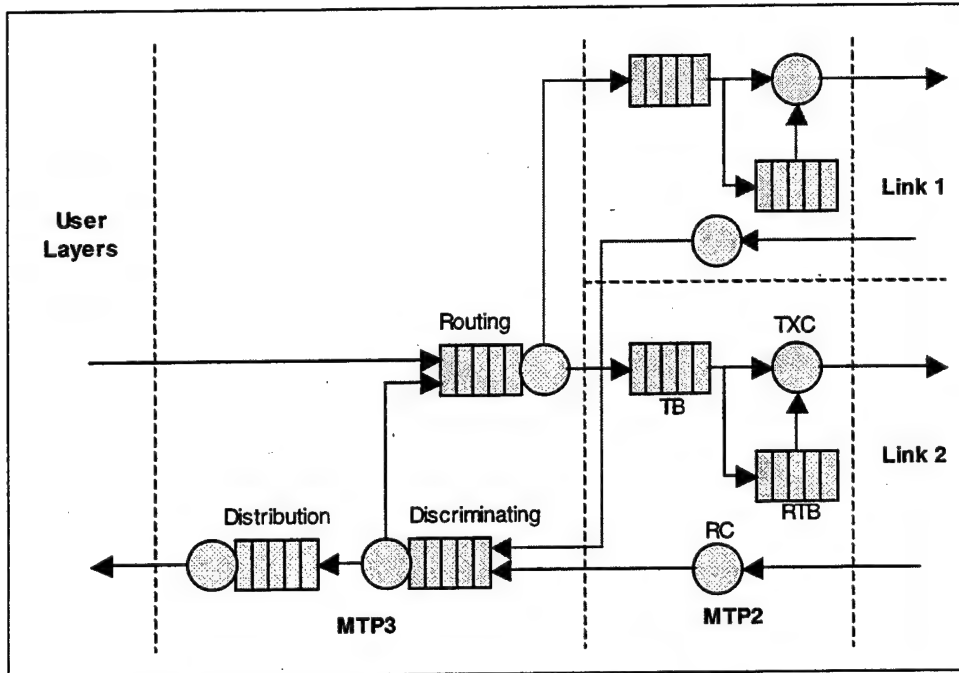 Link 1
User
Layers
Routing
TXC
TB
Link 2
RTB
Distribution
Discriminating
RC
MTP3
MTP2